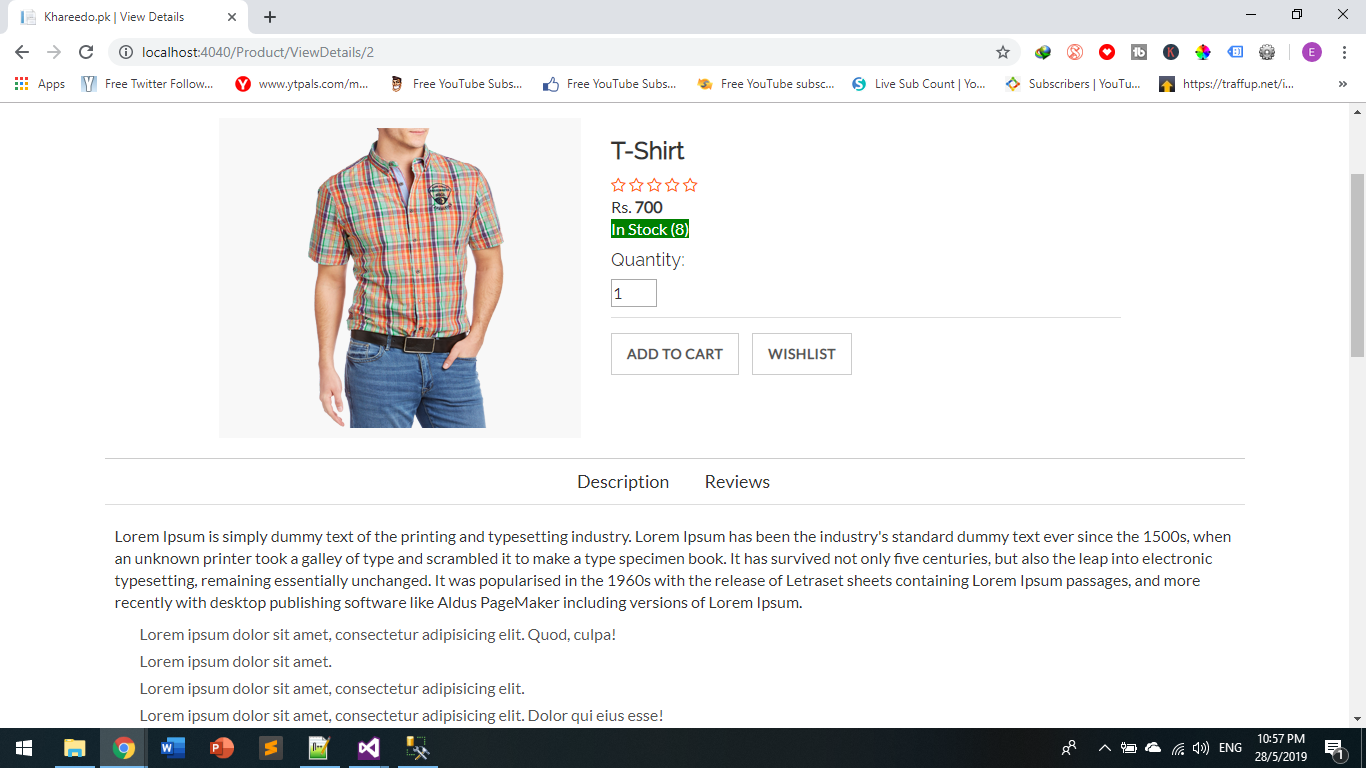 Khareedo.pk | View Details
localhost:4040/Product/ViewDetails/2
E
Apps
Free Twitter Follow...
www.ytpals.com/m...
Free YouTube Subs...
Free YouTube Subs...
Free YouTube subsc...
Live Sub Count | Yo...
Subscribers | YouTu...
https://traffup.net/i...
T-Shirt
Rs. 700
In Stock (8)
Quantity:
1
ADD TO CART
WISHLIST
Description
Reviews
Lorem Ipsum is simply dummy text of the printing and typesetting industry. Lorem Ipsum has been the industry's standard dummy text ever since the 1500s, when
an unknown printer took a galley of type and scrambled it to make a type specimen book. It has survived not only five centuries, but also the leap into electronic
typesetting, remaining essentially unchanged. It was popularised in the 1960s with the release of Letraset sheets containing Lorem Ipsum passages, and more
recently with desktop publishing software like Aldus PageMaker including versions of Lorem Ipsum.
Lorem ipsum dolor sit amet, consectetur adipisicing elit. Quod, culpa!
Lorem ipsum dolor sit amet.
Lorem ipsum dolor sit amet, consectetur adipisicing elit.
Lorem ipsum dolor sit amet, consectetur adipisicing elit. Dolor qui eius esse!
ENG
10:57 PM
28/5/2019
1